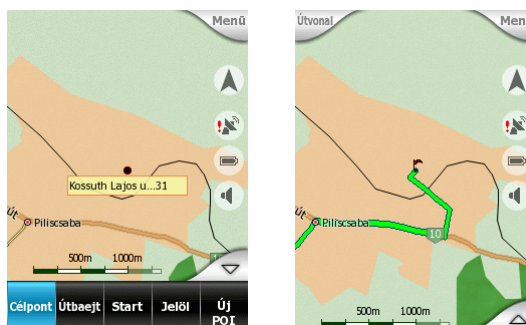 Menü
Kossuth Lajos u...31
Út
Piliscsaba
500m 1000m
Célpont Útbaejt Start Jelöl Új POI
Útvonal Men
Út
Piliscsaba
10
500m 1000m